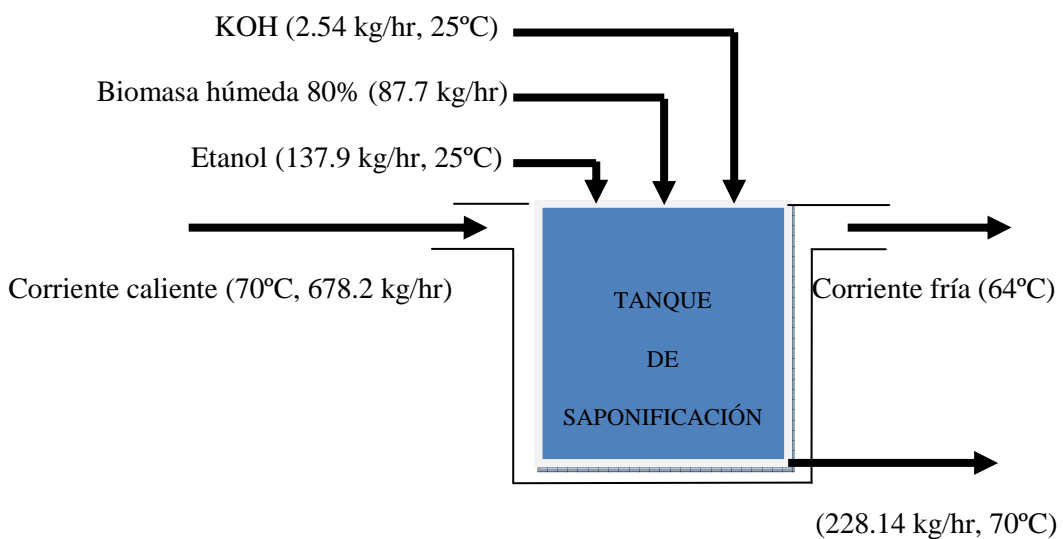 KOH (2.54 kg/hr, 25ºC)
Biomasa húmeda 80% (87.7 kg/hr)
Etanol (137.9 kg/hr, 25ºC)
Corriente caliente (70ºC, 678.2 kg/hr)
Corriente fría (64ºC)
TANQUE
DE
SAPONIFICACIÓN
(228.14 kg/hr, 70ºC)